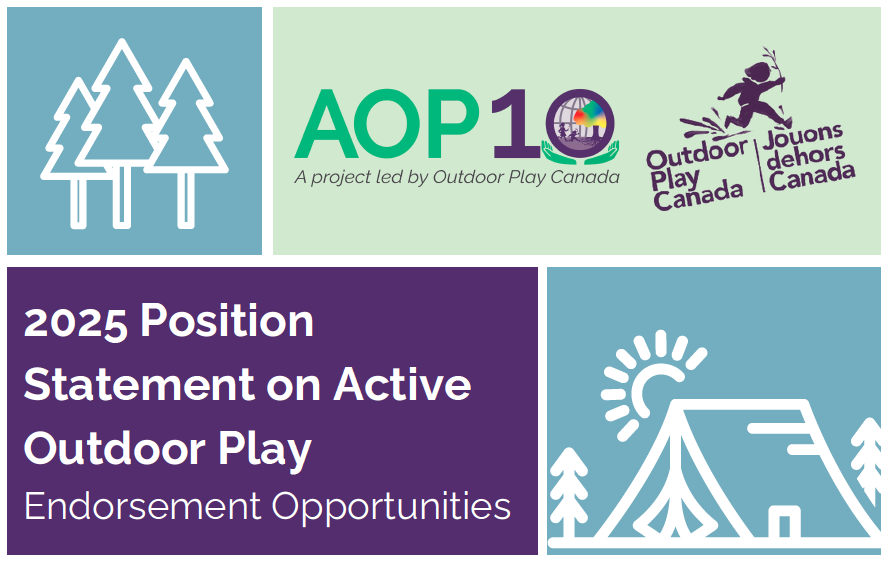 AOP10
A project led by Outdoor Play Canada
Outdoor
Play
Canada
Jouons
dehors
Canada
2025 Position
Statement on Active
Outdoor Play
Endorsement Opportunities